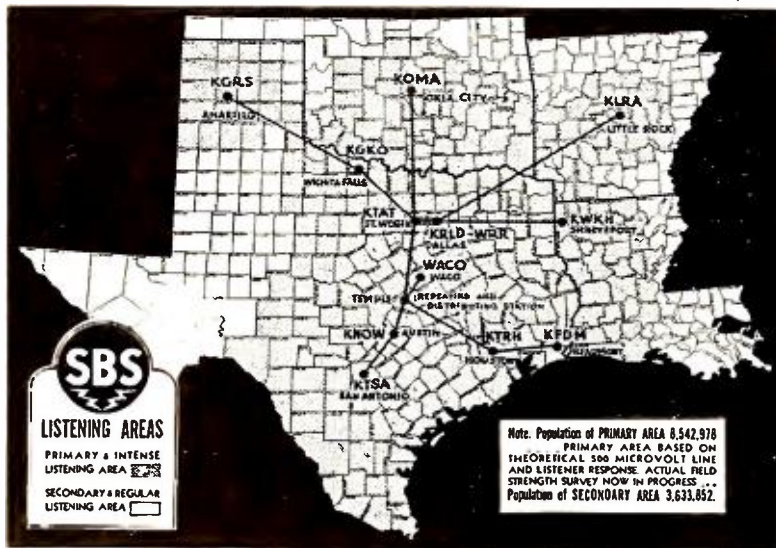 KGRS
AMARILLO
KOMA
OKLA. CITY
KLRA
LITTLE ROCK
KGKO
WICHITA FALLS
KTAT
FT. WORTH
KRLD-WRR
DALLAS
KWKH
SHREVEPORT
WACO
WACO
TEMPLE (REPEATING AND
DISTRIBUTING STATION
KNOW AUSTIN
KTRH
HOUSTON
KFDM
BEAUMONT
KTSA
SAN ANTONIO
SBS
LISTENING AREAS
PRIMARY & INTENSE
LISTENING AREA
SECONDARY & REGULAR
LISTENING AREA
Note. Population of PRIMARY AREA 8,542,978
.... PRIMARY AREA BASED ON
THEORETICAL 500 MICROVOLT LINE
AND LISTENER RESPONSE. ACTUAL FIELD
STRENGTH SURVEY NOW IN PROGRESS ...
Population of SECONDARY AREA 3,633,852.